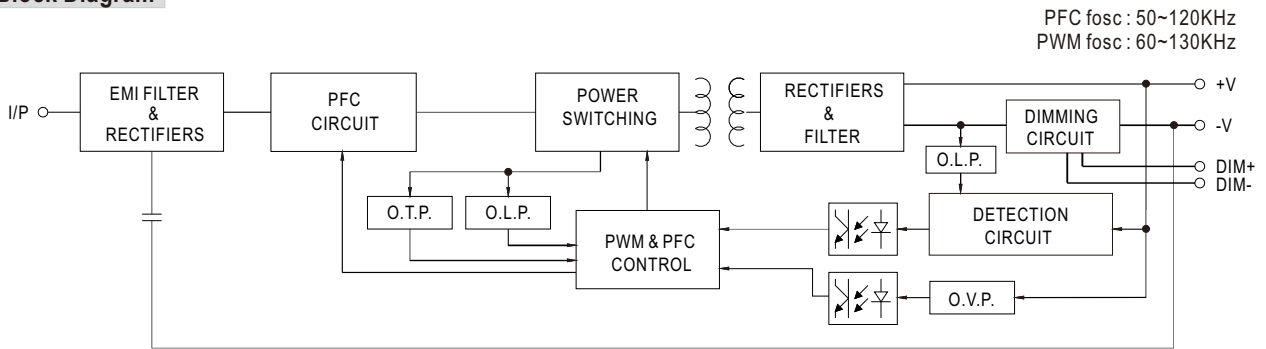 Block Diagram
PFC fosc : 50~120KHz
PWM fosc : 60~130KHz
I/P
EMI FILTER
&
RECTIFIERS
PFC
CIRCUIT
POWER
SWITCHING
RECTIFIERS
&
FILTER
DIMMING
CIRCUIT
+V
-V
DIM+
DIM-
O.L.P.
O.T.P.
O.L.P.
PWM & PFC
CONTROL
DETECTION
CIRCUIT
O.V.P.